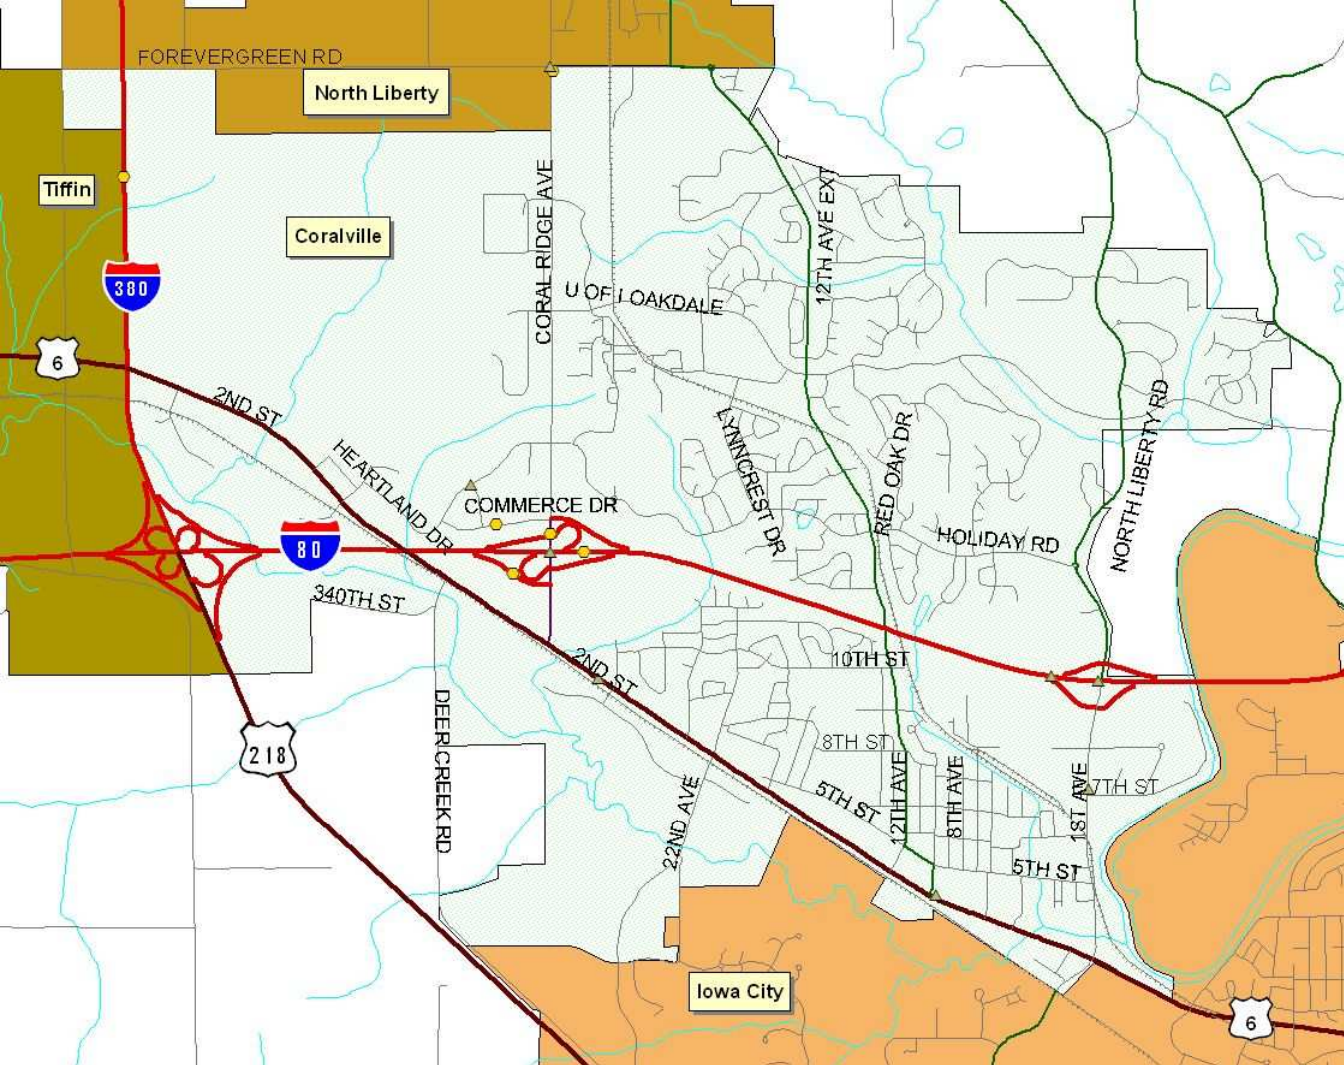 FOREVERGREEN RD
North Liberty
Tiffin
Coralville
CORAL RIDGE AVE
12TH AVE EXT
380
U OF I OAKDALE
6
2ND ST
HEARTLAND DR
LYNNCREST DR
RED OAK DR
NORTH LIBERTY RD
COMMERCE DR
HOLIDAY RD
80
340TH ST
2ND ST
10TH ST
DEER CREEK RD
218
8TH ST
22ND AVE
5TH ST
12TH AVE
8TH AVE
1ST AVE
7TH ST
5TH ST
Iowa City
6